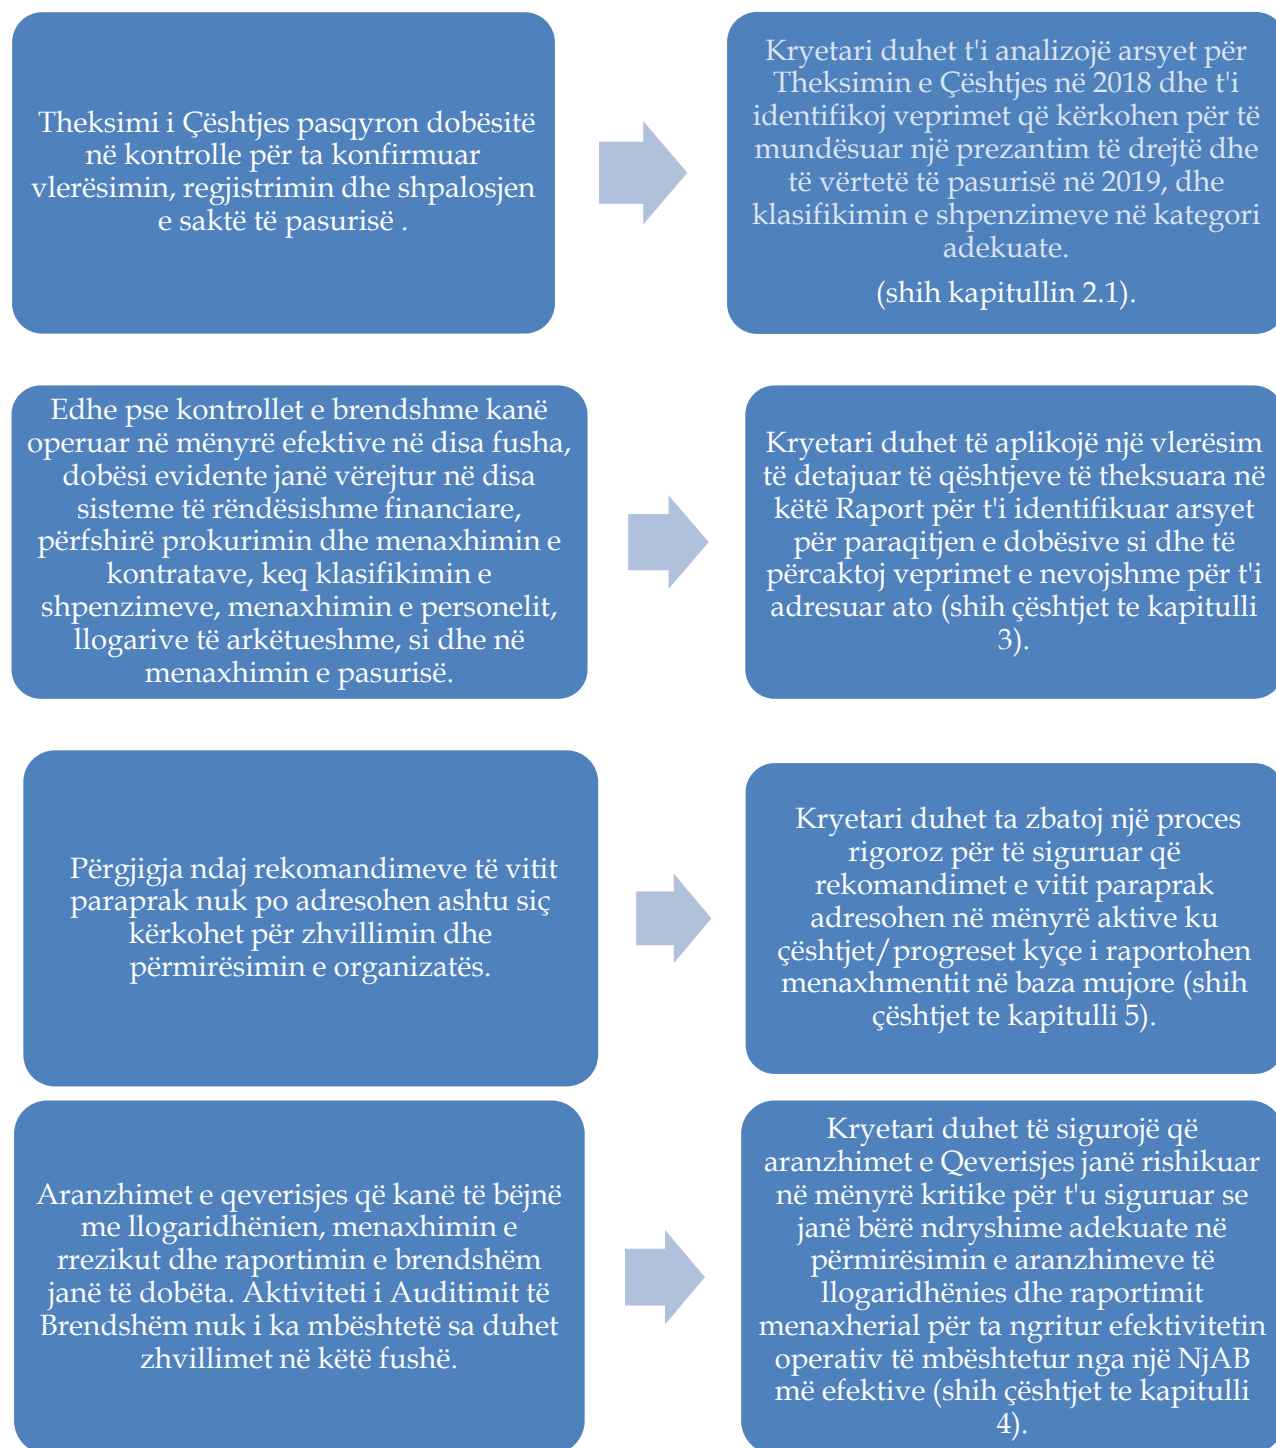 Theksimi i Çështjes pasqyron dobësitë
në kontrolle për ta konfirmuar
vlerësimin, regjistrimin dhe shpalosjen
e saktë të pasurisë .
Kryetari duhet t'i analizojë arsyet për
Theksimin e Çështjes në 2018 dhe t'i
identifikoj veprimet që kërkohen për të
mundësuar një prezantim të drejtë dhe
të vërtetë të pasurisë në 2019, dhe
klasifikimin e shpenzimeve në kategori
adekuate.
(shih kapitullin 2.1).
Edhe pse kontrollet e brendshme kanë
operuar në mënyrë efektive në disa fusha,
dobësi evidente janë vërejtur në disa
sisteme të rëndësishme financiare,
përfshirë prokurimin dhe menaxhimin e
kontratave, keq klasifikimin e
shpenzimeve, menaxhimin e personelit,
llogarive të arkëtueshme, si dhe në
menaxhimin e pasurisë.
Kryetari duhet të aplikojë një vlerësim
të detajuar të qështjeve të theksuara në
këtë Raport për t'i identifikuar arsyet
për paraqitjen e dobësive si dhe të
përcaktoj veprimet e nevojshme për t'i
adresuar ato (shih çështjet te kapitulli
3).
Përgjigja ndaj rekomandimeve të vitit
paraprak nuk po adresohen ashtu siç
kërkohet për zhvillimin dhe
përmirësimin e organizatës.
Kryetari duhet ta zbatoj një proces
rigoroz për të siguruar që
rekomandimet e vitit paraprak
adresohen në mënyrë aktive ku
çështjet/progreset kyçe i raportohen
menaxhmentit në baza mujore (shih
çështjet te kapitulli 5).
Aranzhimet e qeverisjes që kanë të bëjnë
me llogaridhënien, menaxhimin e
rrezikut dhe raportimin e brendshëm
janë të dobëta. Aktiviteti i Auditimit të
Brendshëm nuk i ka mbështetë sa duhet
zhvillimet në këtë fushë.
Kryetari duhet të sigurojë që
aranzhimet e Qeverisjes janë rishikuar
në mënyrë kritike për t'u siguruar se
janë bërë ndryshime adekuate në
përmirësimin e aranzhimeve të
llogaridhënies dhe raportimit
menaxherial për ta ngritur efektivitetin
operativ të mbështetur nga një NjAB
më efektive (shih çështjet te kapitulli
4).